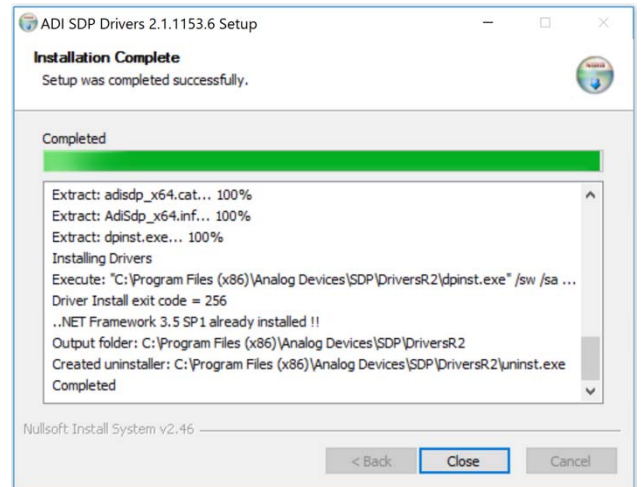 ADI SDP Drivers 2.1.1153.6 Setup
Installation Complete
Setup was completed successfully.
Completed
Extract: adisdp_x64.cat... 100%
Extract: AdiSdp_x64.inf... 100%
Extract: dpinst.exe... 100%
Installing Drivers
Execute: "C:\Program Files (x86)\Analog Devices\SDP\DriversR2\dpinst.exe" /sw /sa ...
Driver Install exit code = 256
..NET Framework 3.5 SP1 already installed !!
Output folder: C:\Program Files (x86)\Analog Devices\SDP\DriversR2
Created uninstaller: C:\Program Files (x86)\Analog Devices\SDP\DriversR2\uninst.exe
Completed
Nullsoft Install System v2.46
< Back Close Cancel